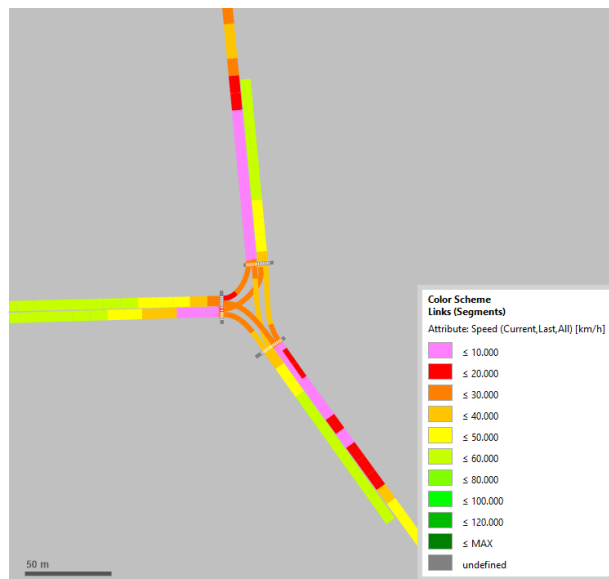 Color Scheme
Links (Segments)
Attribute: Speed (Current,Last,All) [km/h]
≤ 10.000
≤ 20.000
≤ 30.000
≤ 40.000
≤ 50.000
≤ 60.000
≤ 80.000
≤ 100.000
≤ 120.000
≤ MAX
undefined
50 m